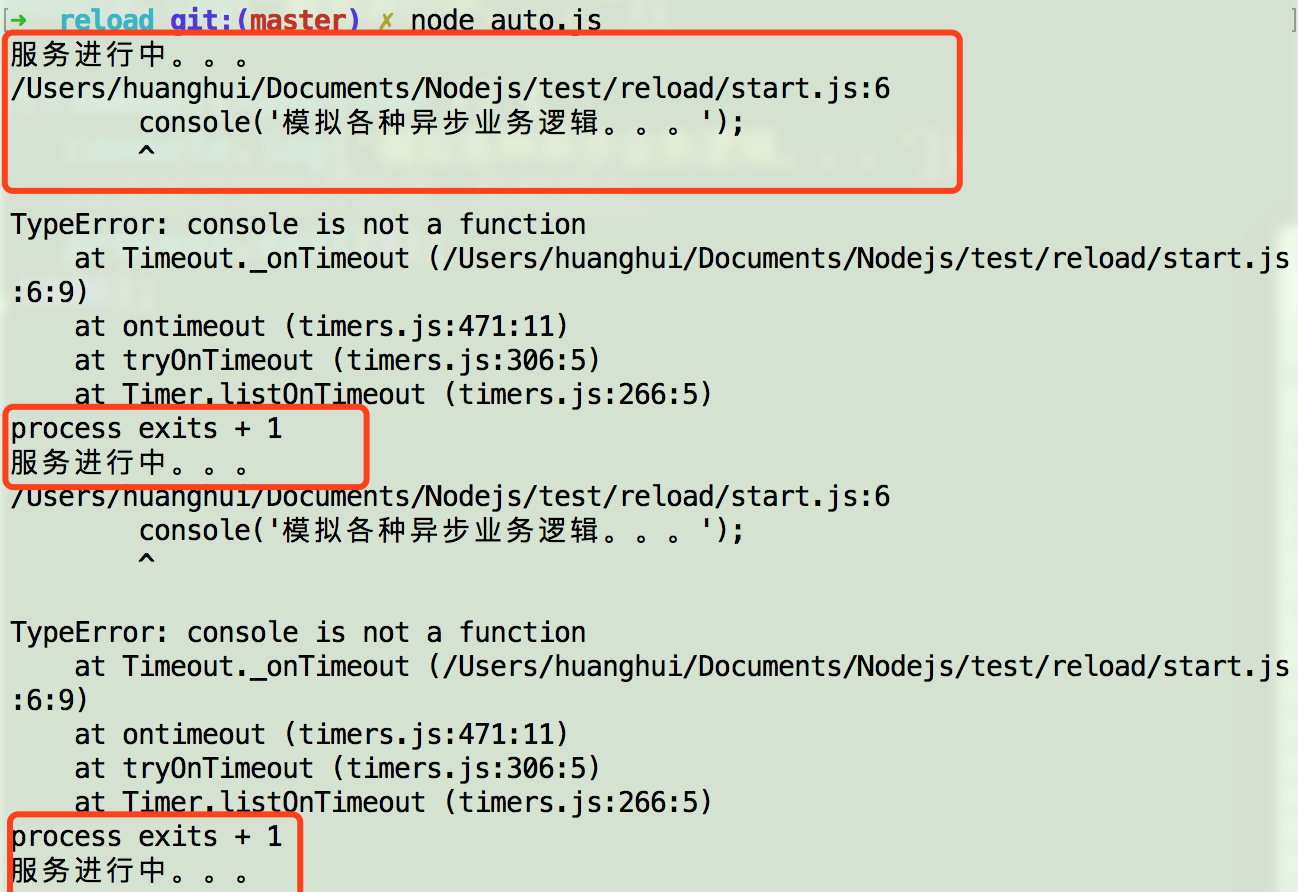 [➜  reload git:(master) ✗ node auto.js ]
服务进行中。。。
/Users/huanghui/Documents/Nodejs/test/reload/start.js:6
        console('模拟各种异步业务逻辑。。。');
        ^
TypeError: console is not a function
    at Timeout._onTimeout (/Users/huanghui/Documents/Nodejs/test/reload/start.js
:6:9)
    at ontimeout (timers.js:471:11)
    at tryOnTimeout (timers.js:306:5)
    at Timer.listOnTimeout (timers.js:266:5)
process exits + 1
服务进行中。。。
/Users/huanghui/Documents/Nodejs/test/reload/start.js:6
        console('模拟各种异步业务逻辑。。。');
        ^
TypeError: console is not a function
    at Timeout._onTimeout (/Users/huanghui/Documents/Nodejs/test/reload/start.js
:6:9)
    at ontimeout (timers.js:471:11)
    at tryOnTimeout (timers.js:306:5)
    at Timer.listOnTimeout (timers.js:266:5)
process exits + 1
服务进行中。。。